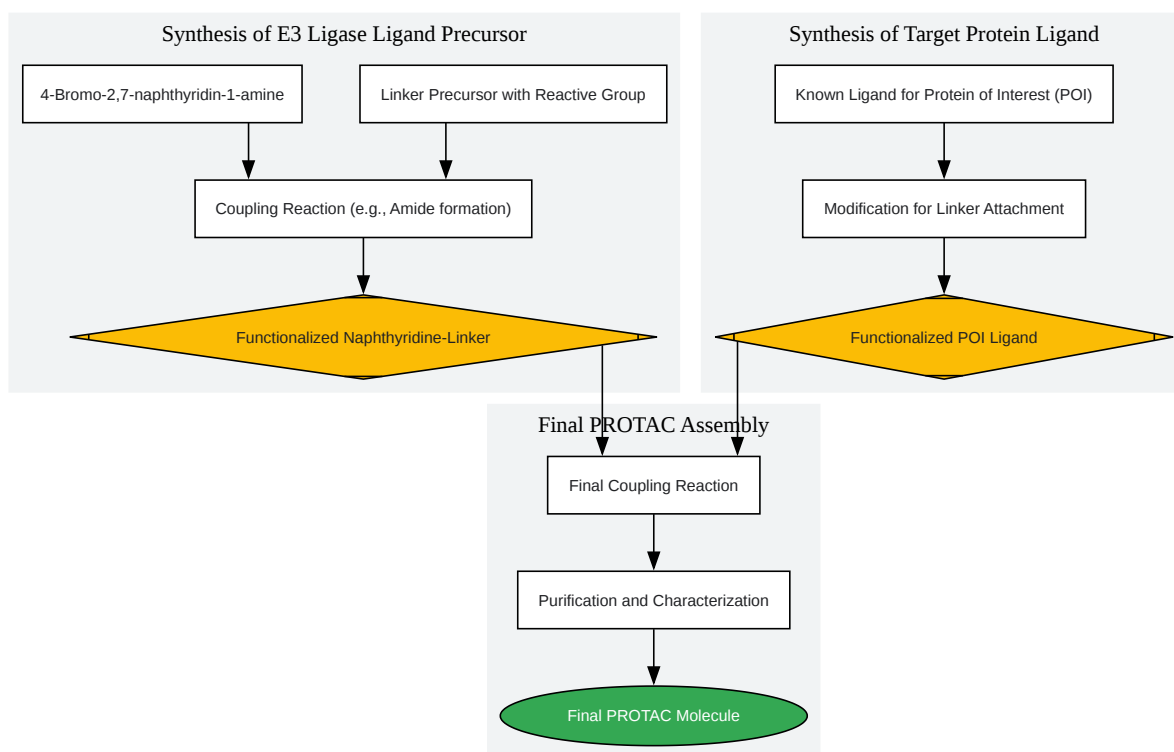 Synthesis of E3 Ligase Ligand Precursor
4-Bromo-2,7-naphthyridin-1-amine
Linker Precursor with Reactive Group
Coupling Reaction (e.g., Amide formation)
Functionalized Naphthyridine-Linker
Synthesis of Target Protein Ligand
Known Ligand for Protein of Interest (POI)
Modification for Linker Attachment
Functionalized POI Ligand
Final PROTAC Assembly
Final Coupling Reaction
Purification and Characterization
Final PROTAC Molecule